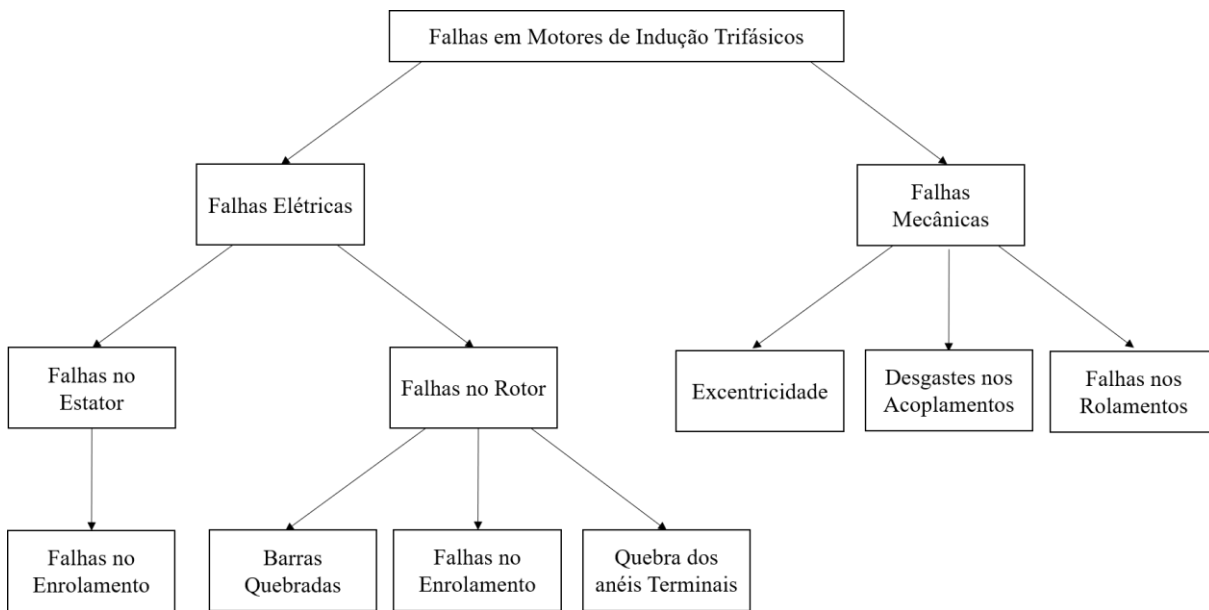 Falhas em Motores de Indução Trifásicos
Falhas Elétricas
Falhas
Mecânicas
Falhas no
Estator
Falhas no Rotor
Excentricidade
Desgastes nos
Acoplamentos
Falhas nos
Rolamentos
Falhas no
Enrolamento
Barras
Quebradas
Falhas no
Enrolamento
Quebra dos
anéis Terminais